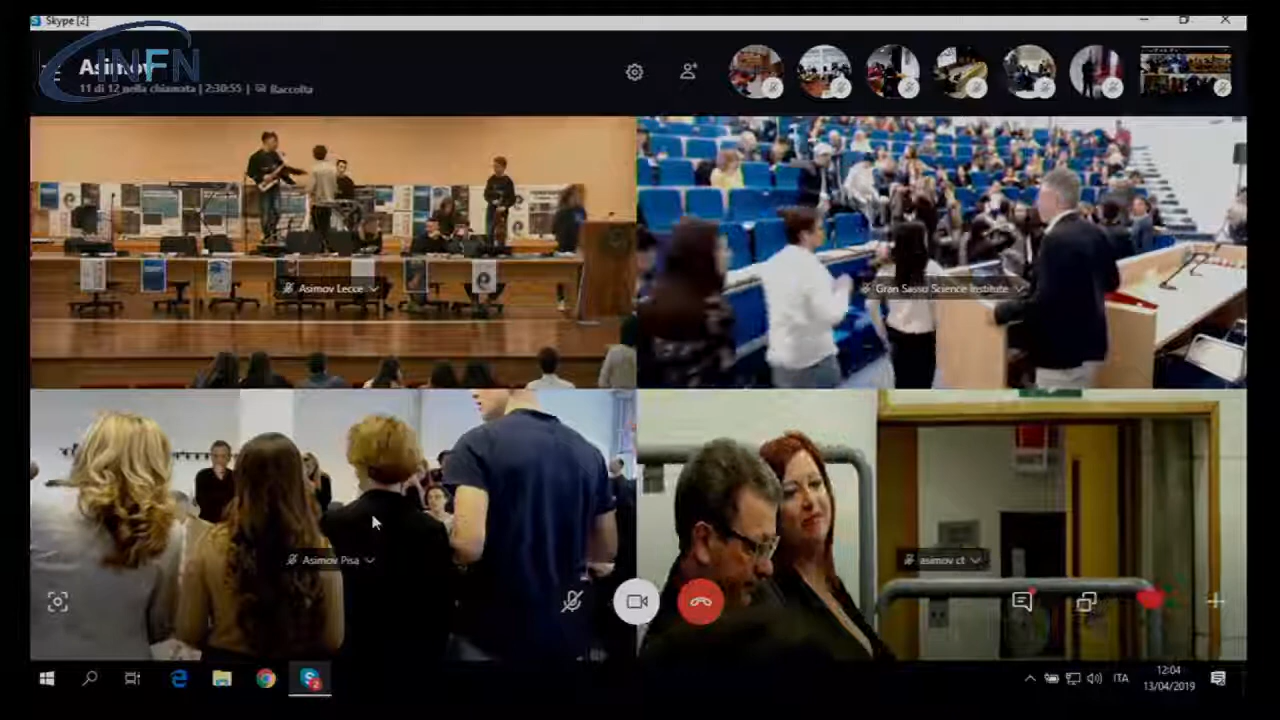 Skype [2]
INFN
Asimov
11 di 12 nella chiamata | 2:30:55 | Raccolta
Asimov Lecce
Gran Sasso Science Institute
Asimov Pisa
asimov ct
ITA
12:04
13/04/2019